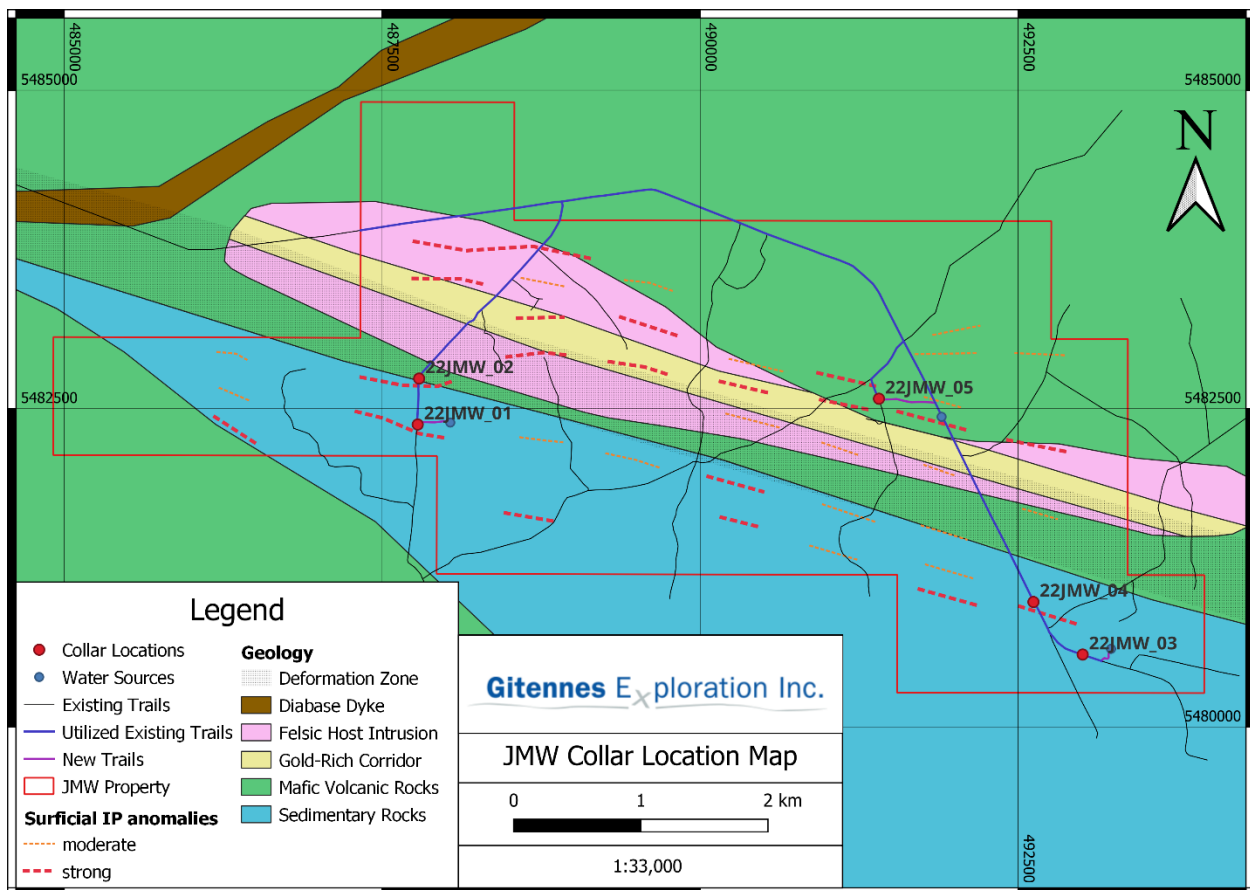 485000
487500
490000
492500
5485000
5485000
N
22JMW_02
22JMW_05
5482500
5482500
22JMW_01
22JMW_04
22JMW_03
5480000
492500
Legend
Collar Locations
Water Sources
Existing Trails
Utilized Existing Trails
New Trails
JMW Property
Surficial IP anomalies
moderate
strong
Geology
Deformation Zone
Diabase Dyke
Felsic Host Intrusion
Gold-Rich Corridor
Mafic Volcanic Rocks
Sedimentary Rocks
Gitennes Exploration Inc.
JMW Collar Location Map
0 1 2 km
1:33,000